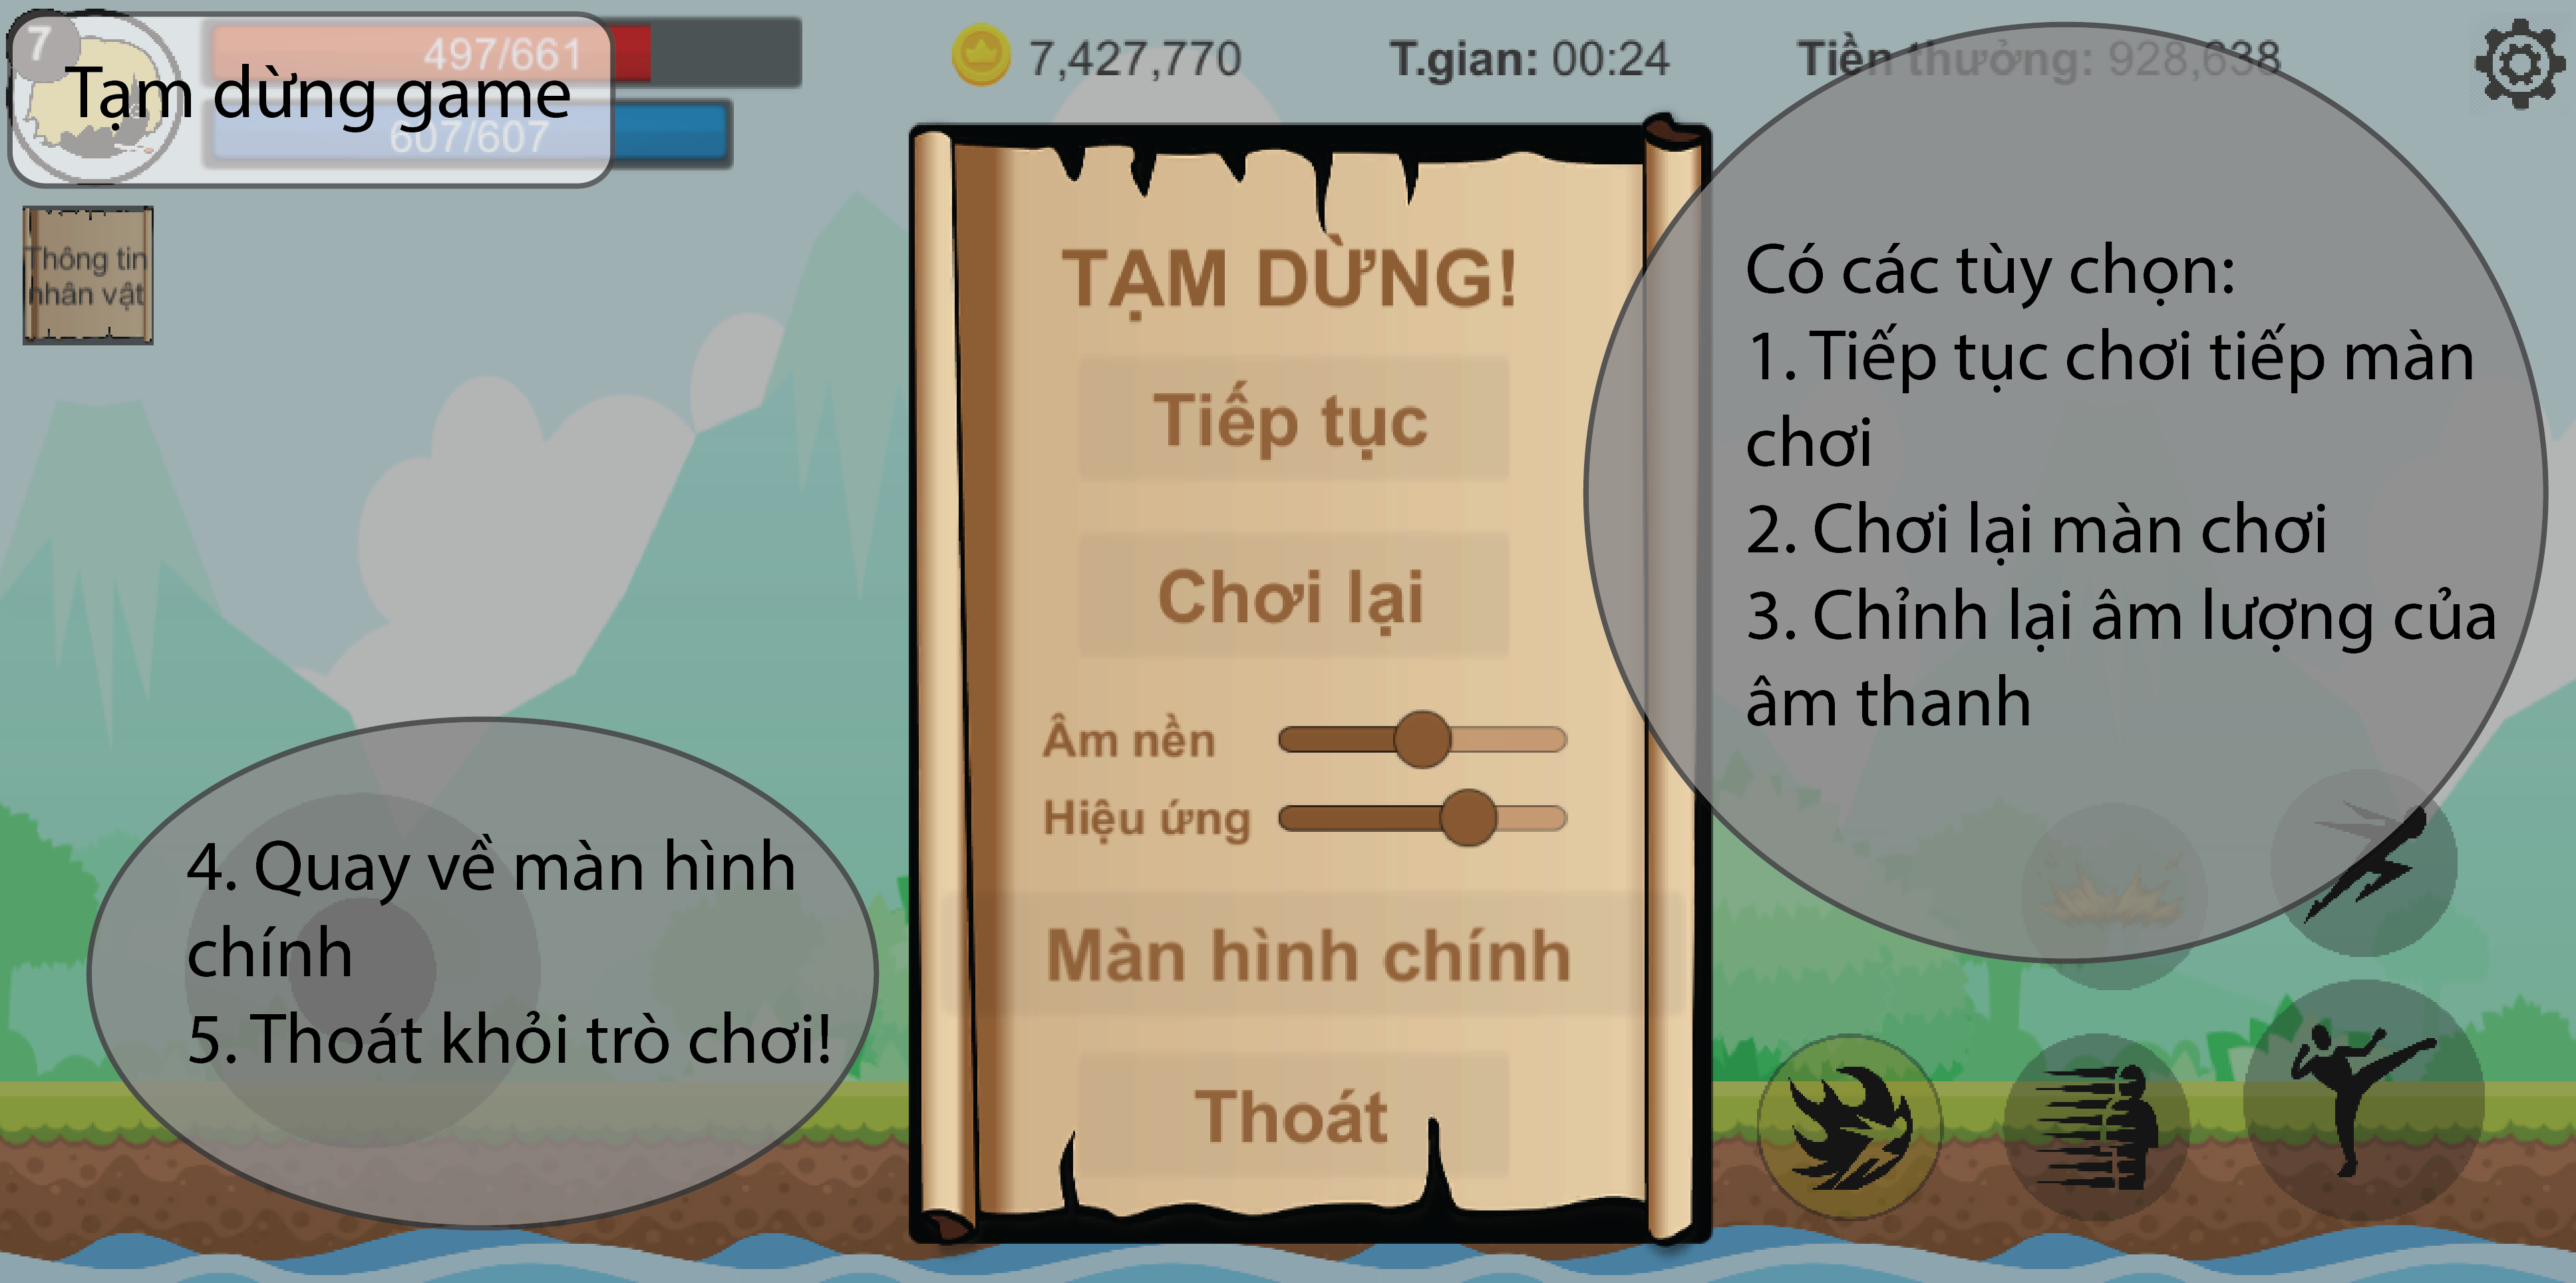 7
497/661
Tạm dừng game
607/607
7,427,770
T.gian: 00:24
Tiền thưởng: 928,638
Thông tin
nhân vật
TẠM DỪNG!
Tiếp tục
Chơi lại
Âm nền
Hiệu ứng
Màn hình chính
Thoát
Có các tùy chọn:
1. Tiếp tục chơi tiếp màn
chơi
2. Chơi lại màn chơi
3. Chỉnh lại âm lượng của
âm thanh
4. Quay về màn hình
chính
5. Thoát khỏi trò chơi!